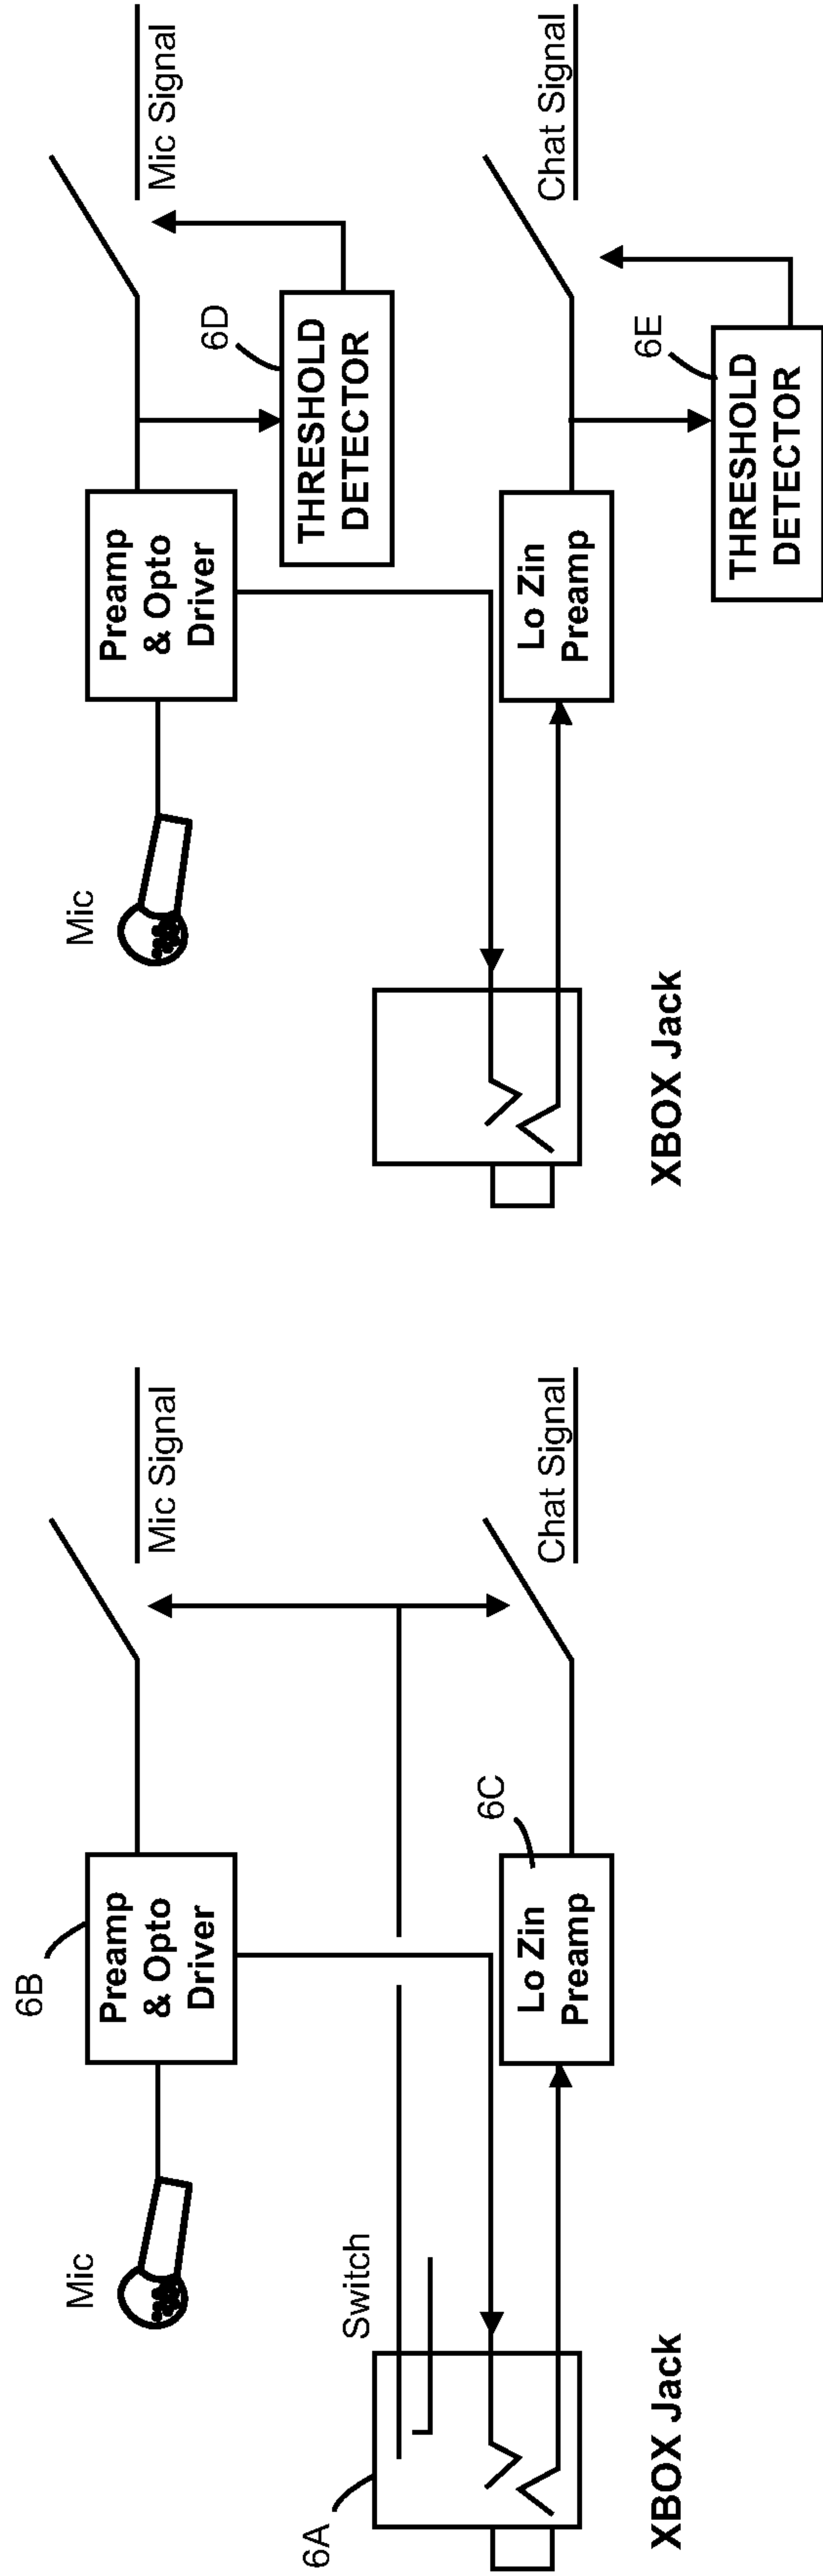 6B
Mic
Preamp
& Opto
Driver
Mic Signal
Switch
6A
6C
Lo Zin
Preamp
Chat Signal
XBOX Jack
Mic
Preamp
& Opto
Driver
Mic Signal
6D
THRESHOLD
DETECTOR
Lo Zin
Preamp
Chat Signal
6E
THRESHOLD
DETECTOR
XBOX Jack